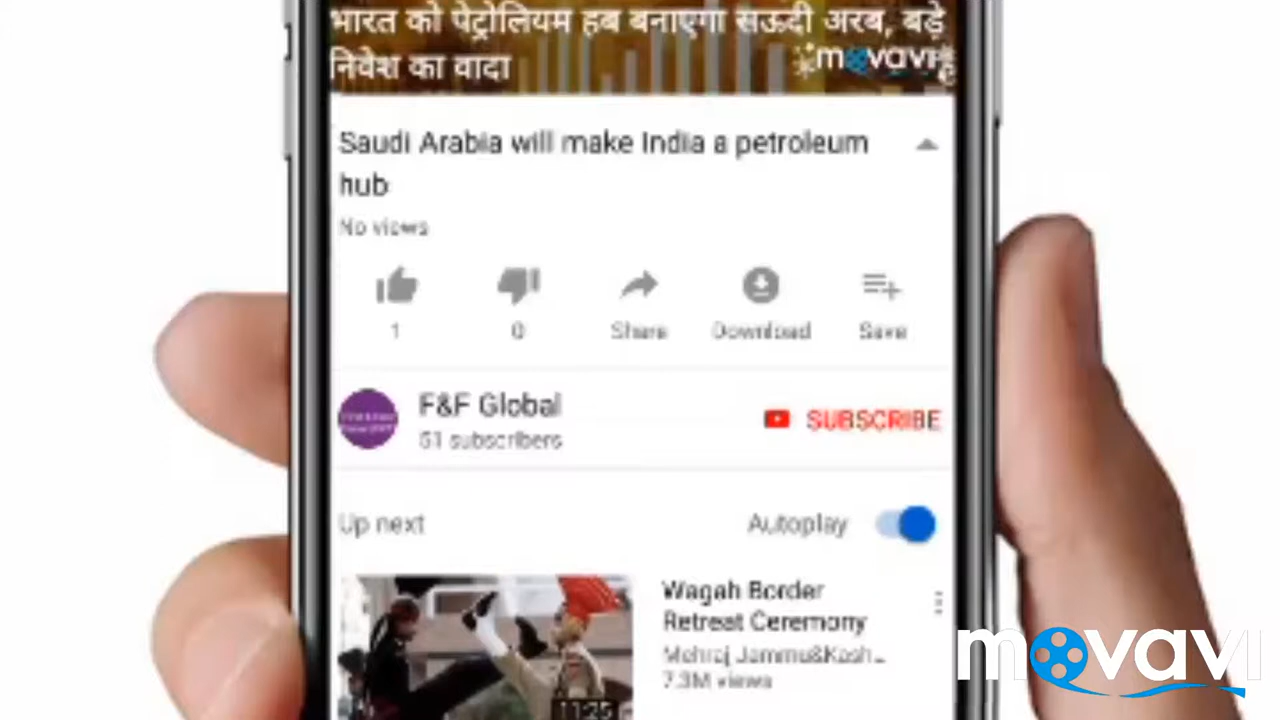 भारत को पेट्रोलियम हब बनाएगा सऊदी अरब, बड़े
निवेश का वादा
movavi
Saudi Arabia will make India a petroleum
hub
No views
1
0
Share
Download
Save
F&F Global
51 subscribers
SUBSCRIBE
Up next
Autoplay
Wagah Border
Retreat Ceremony
Mehraj Jammu&Kash...
7.3M views
11:25
movavi